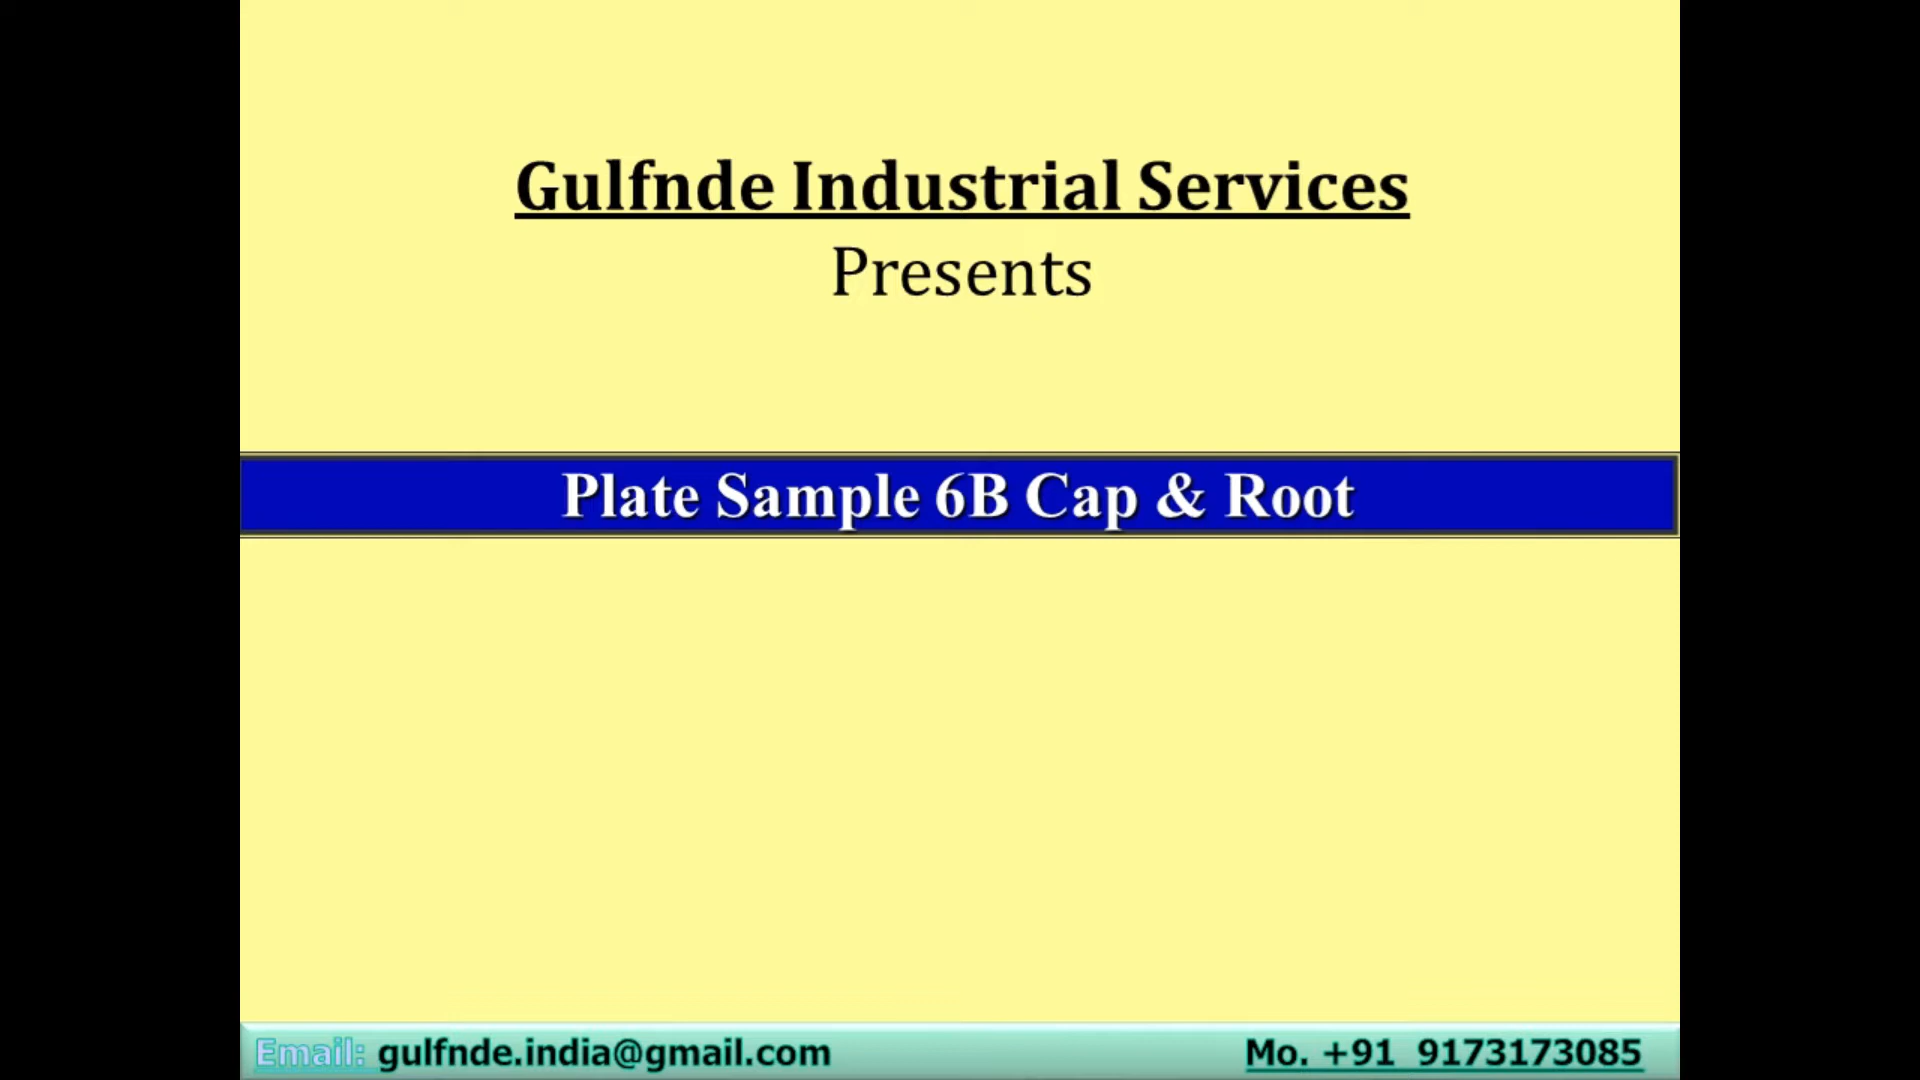 Gulfnde Industrial Services
Presents
Plate Sample 6B Cap & Root
Email: gulfnde.india@gmail.com
Mo. +91 9173173085